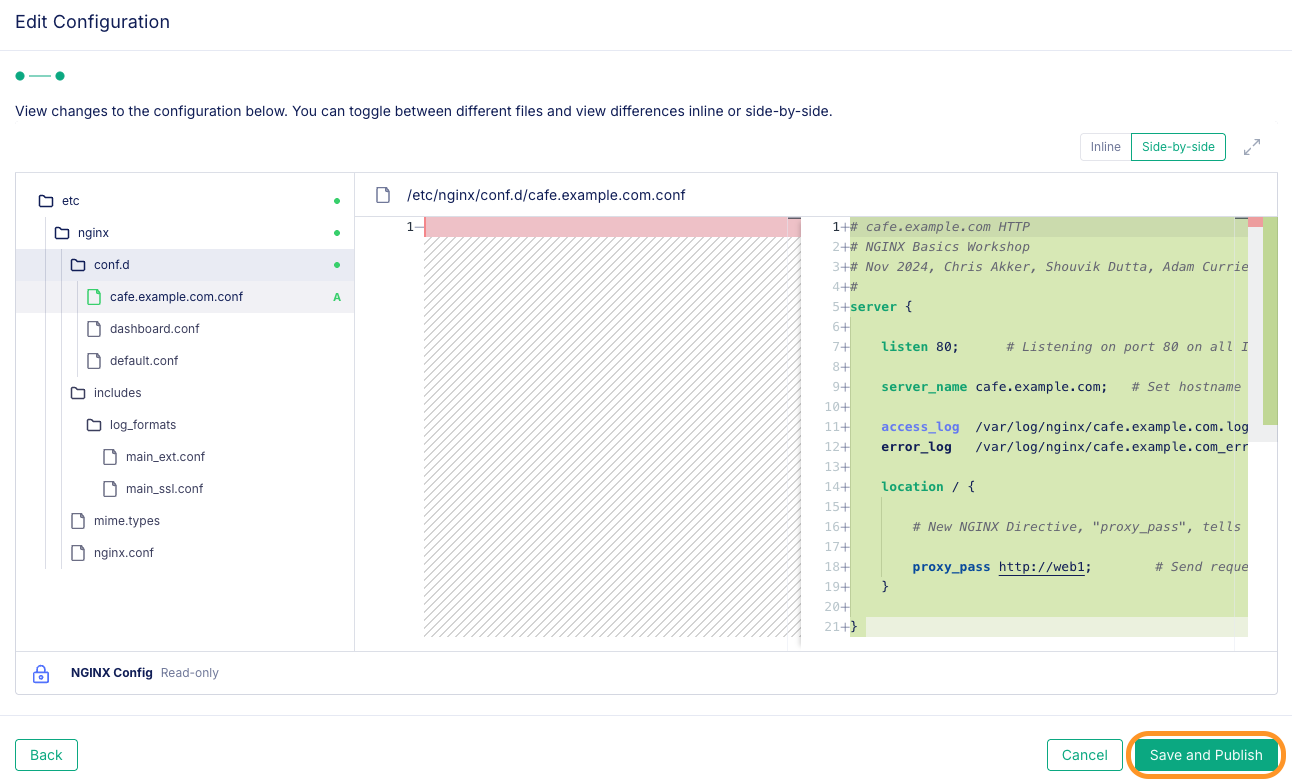 Edit Configuration
View changes to the configuration below. You can toggle between different files and view differences inline or side-by-side.
Inline
Side-by-side
etc
nginx
conf.d
cafe.example.com.conf A
dashboard.conf
default.conf
includes
log_formats
main_ext.conf
main_ssl.conf
mime.types
nginx.conf
/etc/nginx/conf.d/cafe.example.com.conf
1−
1+# cafe.example.com HTTP
2+# NGINX Basics Workshop
3+# Nov 2024, Chris Akker, Shouvik Dutta, Adam Currie
4+#
5+server {
6+
7+    listen 80;      # Listening on port 80 on all I
8+
9+    server_name cafe.example.com;   # Set hostname
10+
11+    access_log  /var/log/nginx/cafe.example.com.log
12+    error_log   /var/log/nginx/cafe.example.com_err
13+
14+    location / {
15+
16+        # New NGINX Directive, "proxy_pass", tells
17+
18+        proxy_pass http://web1;        # Send reque
19+    }
20+
21+}
NGINX Config Read-only
Back
Cancel
Save and Publish